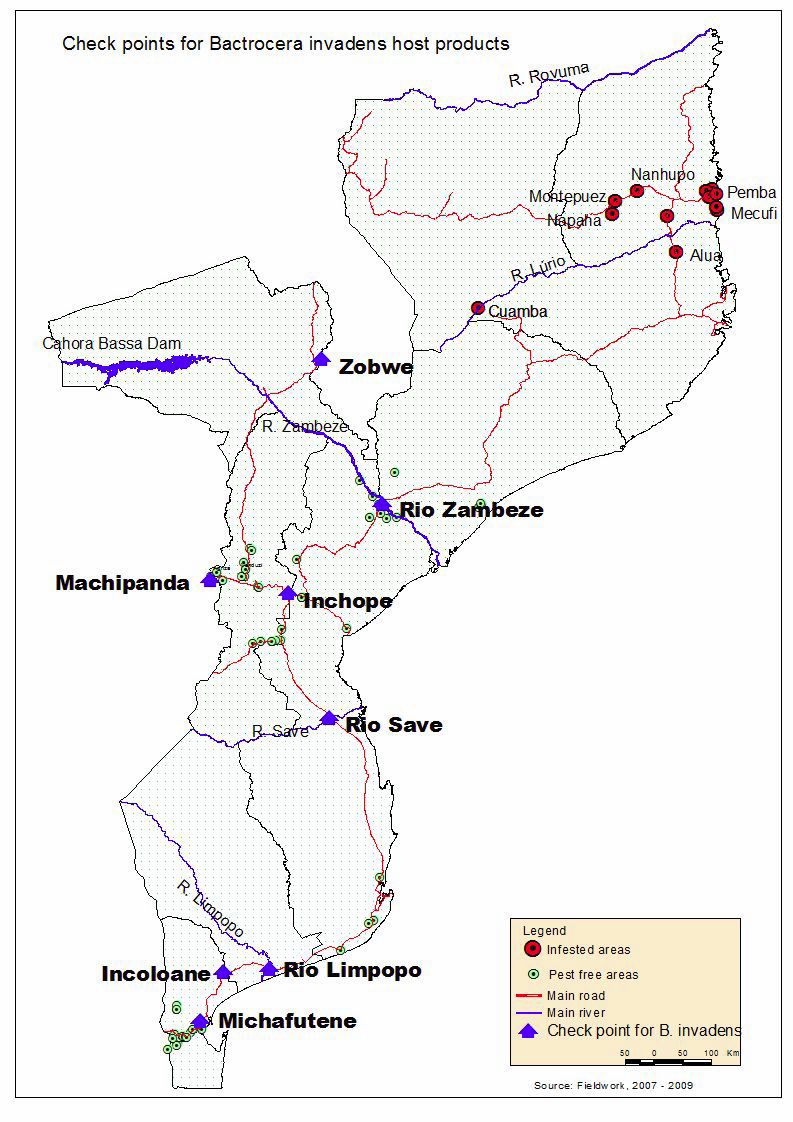 Check points for Bactrocera invadens host products
R. Rovuma
Nanhupo
Montepuez
Pemba
Napaha
Mecufi
R. Lúrio
Alua
Cuamba
Cahora Bassa Dam
Zobwe
R. Zambeze
Rio Zambeze
Machipanda
Inchope
Rio Save
R. Save
R. Limpopo
Incoloane
Rio Limpopo
Michafutene
Legend
Infested areas
Pest free areas
Main road
Main river
Check point for B. invadens
50 0 50 100 Km
Source: Fieldwork, 2007 - 2009